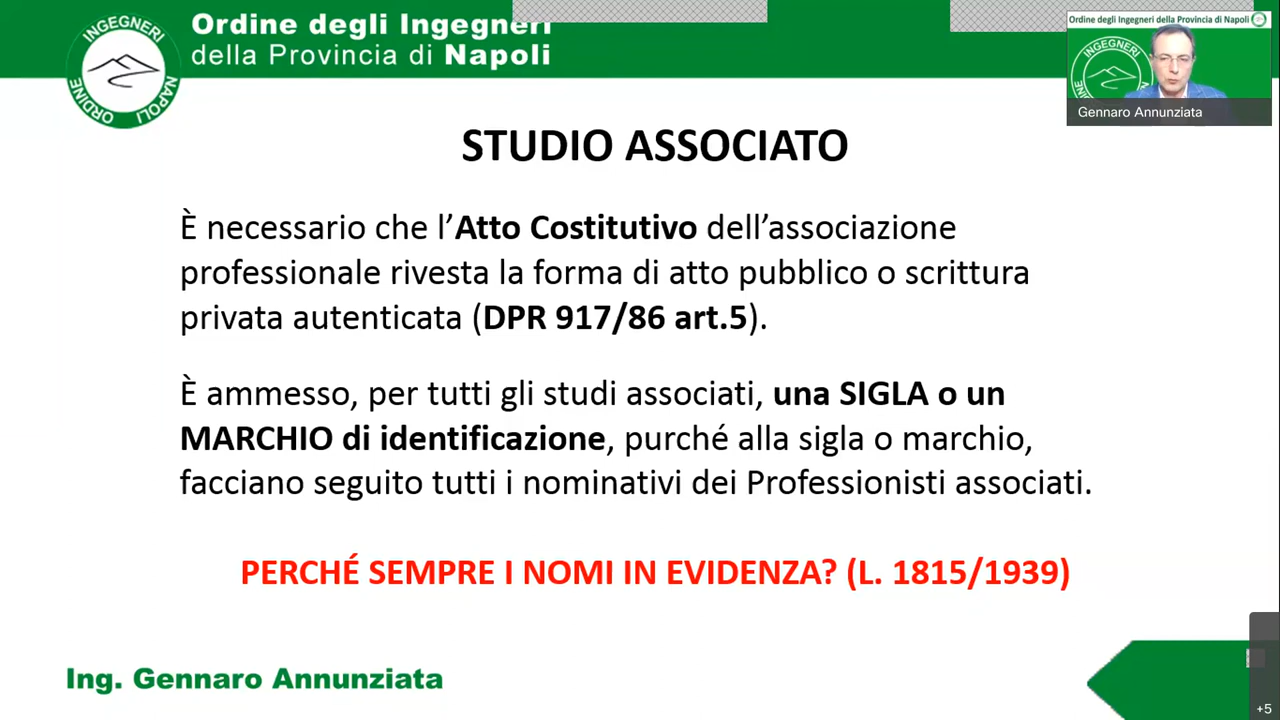 Ordine degli Ingegneri
della Provincia di Napoli
ORDINE INGEGNERI NAPOLI
Ordine degli Ingegneri della Provincia di Napoli
INGEGNERI
Gennaro Annunziata
STUDIO ASSOCIATO
È necessario che l’Atto Costitutivo dell’associazione
professionale rivesta la forma di atto pubblico o scrittura
privata autenticata (DPR 917/86 art.5).
È ammesso, per tutti gli studi associati, una SIGLA o un
MARCHIO di identificazione, purché alla sigla o marchio,
facciano seguito tutti i nominativi dei Professionisti associati.
PERCHÉ SEMPRE I NOMI IN EVIDENZA? (L. 1815/1939)
Ing. Gennaro Annunziata
+5